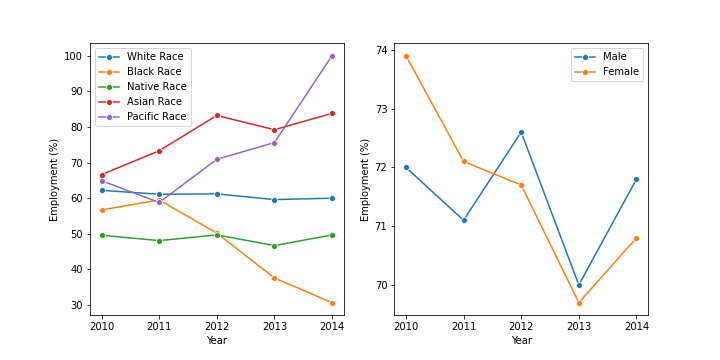 100
90
80
70
60
50
40
30
Employment (%)
2010 2011 2012 2013 2014
Year
White Race
Black Race
Native Race
Asian Race
Pacific Race
74
73
72
71
70
Employment (%)
2010 2011 2012 2013 2014
Year
Male
Female